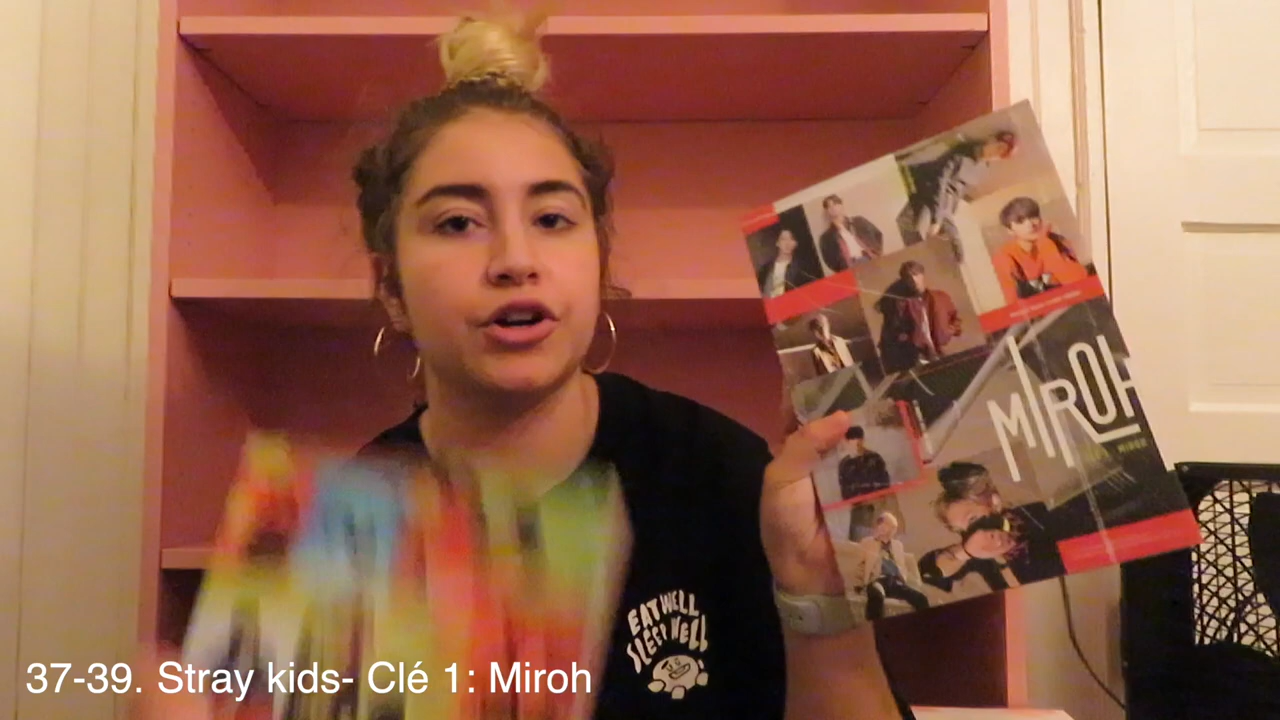 MIROH
MIROH
EAT WELL
SLEEP WELL
37-39. Stray kids- Clé 1: Miroh